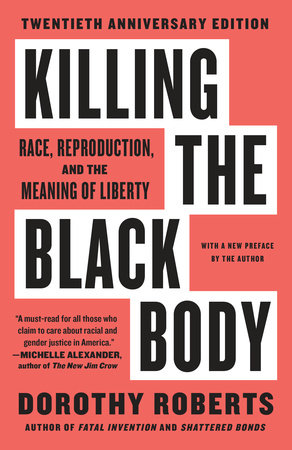 TWENTIETH ANNIVERSARY EDITION
KILLING
RACE, REPRODUCTION,
AND THE
MEANING OF LIBERTY
THE
BLACK
WITH A NEW PREFACE
BY THE AUTHOR
BODY
"A must-read for all those who
claim to care about racial and
gender justice in America."
—MICHELLE ALEXANDER,
author of The New Jim Crow
DOROTHY ROBERTS
AUTHOR OF FATAL INVENTION AND SHATTERED BONDS